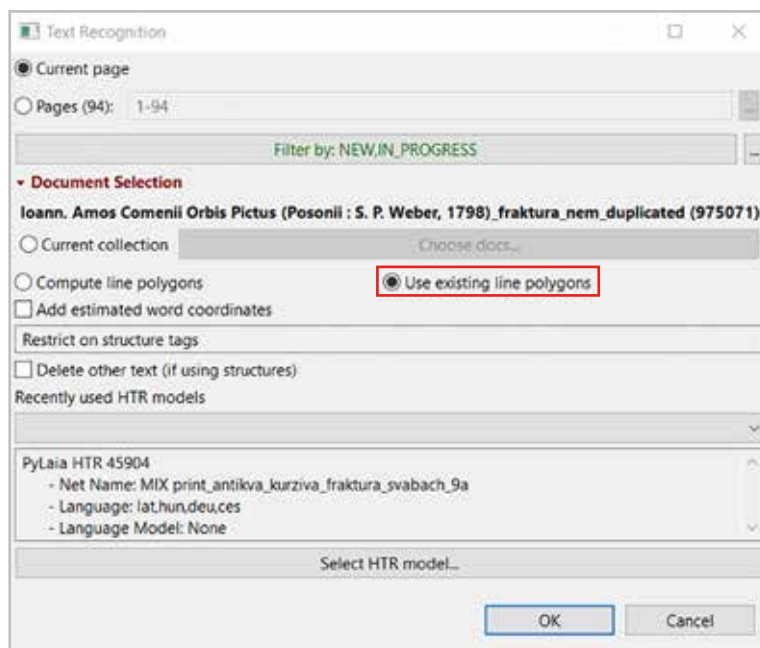 Text Recognition
Current page
Pages (94): 1-94 ...
Filter by: NEW,IN_PROGRESS ...
Document Selection
Ioann. Amos Comenii Orbis Pictus (Posonii : S. P. Weber, 1798)_fraktura_nem_duplicated (975071)
Current collection Choose docs...
Compute line polygons Use existing line polygons
Add estimated word coordinates
Restrict on structure tags
Delete other text (if using structures)
Recently used HTR models
PyLaia HTR 45904
- Net Name: MIX print_antikva_kurziva_fraktura_svabach_9a
- Language: lat,hun,deu,ces
- Language Model: None
Select HTR model...
OK Cancel